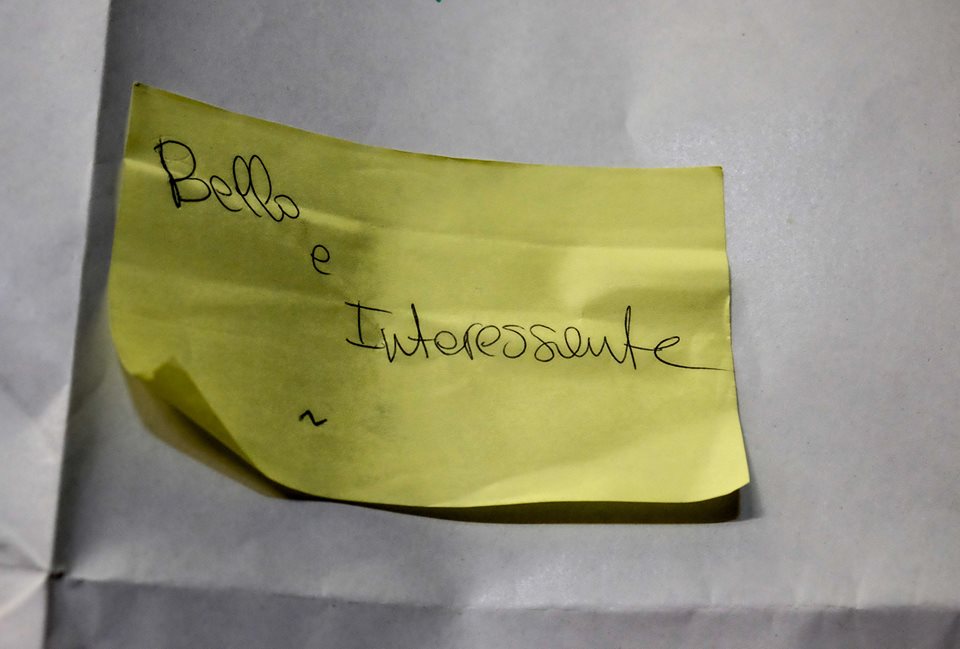 Bello
e
Interessante
~